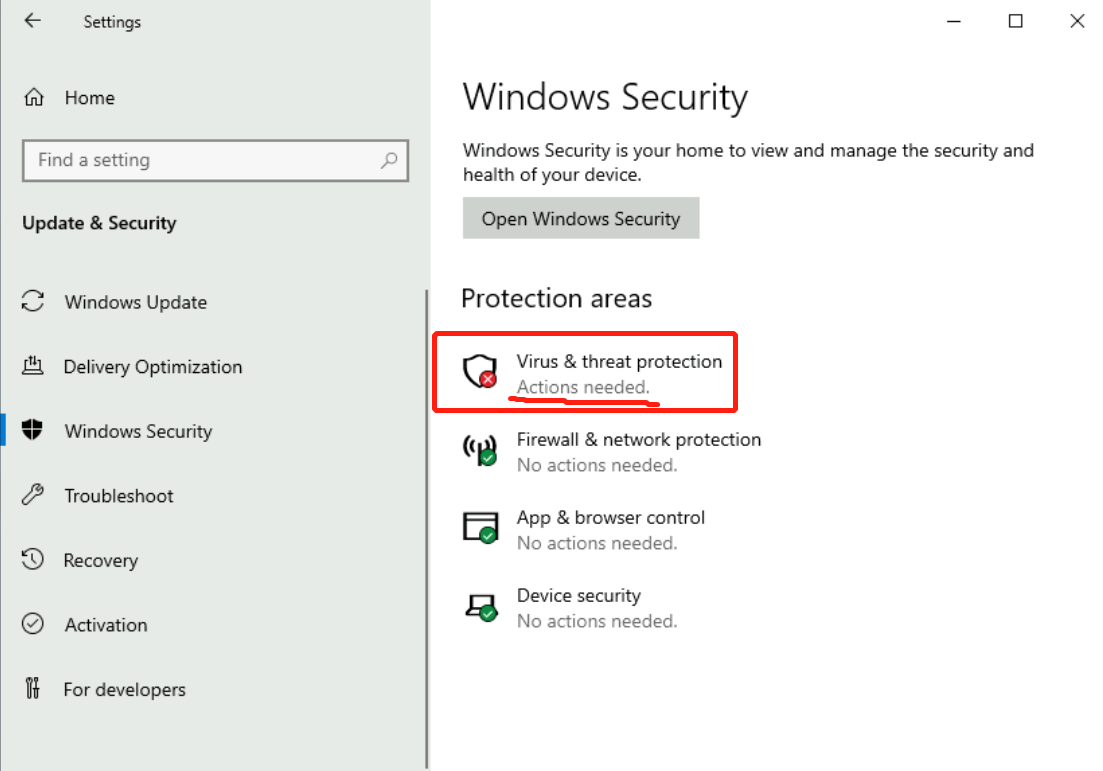 Settings
Home
Find a setting
Update & Security
Windows Update
Delivery Optimization
Windows Security
Troubleshoot
Recovery
Activation
For developers
Windows Security
Windows Security is your home to view and manage the security and
health of your device.
Open Windows Security
Protection areas
Virus & threat protection
Actions needed.
Firewall & network protection
No actions needed.
App & browser control
No actions needed.
Device security
No actions needed.